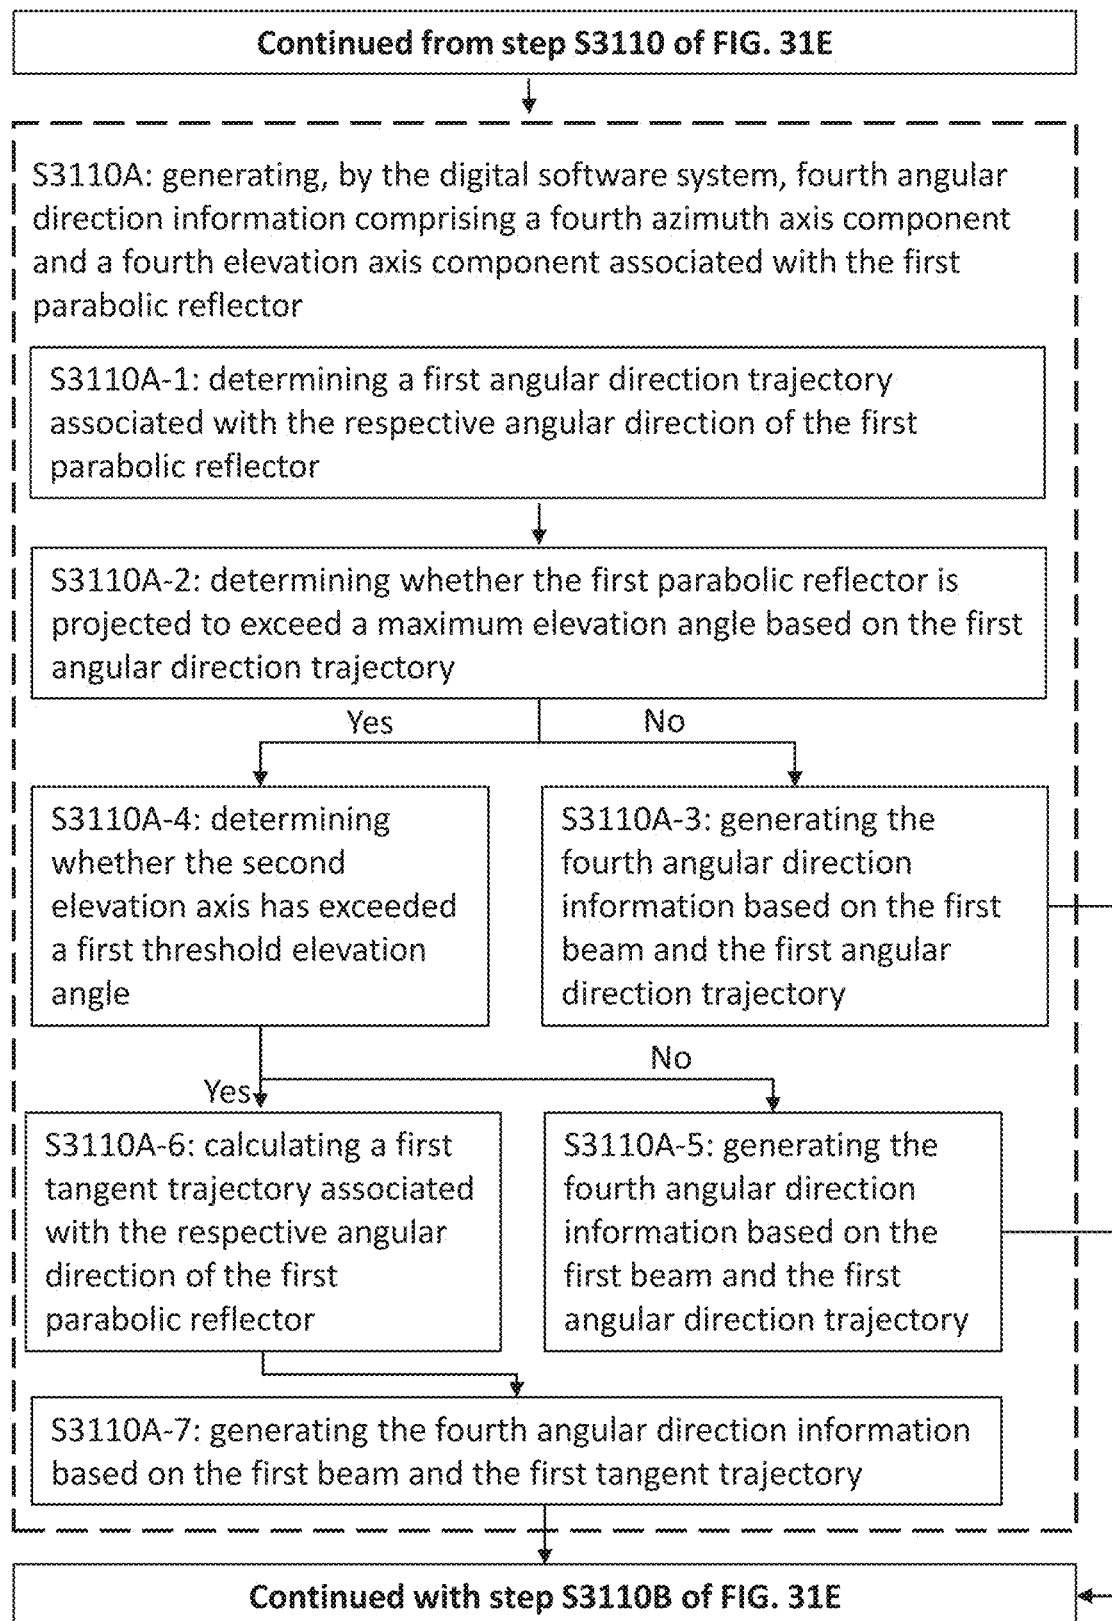 Continued from step S3110 of FIG. 31E
S3110A: generating, by the digital software system, fourth angular
direction information comprising a fourth azimuth axis component
and a fourth elevation axis component associated with the first
parabolic reflector
S3110A-1: determining a first angular direction trajectory
associated with the respective angular direction of the first
parabolic reflector
S3110A-2: determining whether the first parabolic reflector is
projected to exceed a maximum elevation angle based on the first
angular direction trajectory
Yes
No
S3110A-4: determining
whether the second
elevation axis has exceeded
a first threshold elevation
angle
S3110A-3: generating the
fourth angular direction
information based on the first
beam and the first angular
direction trajectory
No
Yes
S3110A-6: calculating a first
tangent trajectory associated
with the respective angular
direction of the first
parabolic reflector
S3110A-5: generating the
fourth angular direction
information based on the
first beam and the first
angular direction trajectory
S3110A-7: generating the fourth angular direction information
based on the first beam and the first tangent trajectory
Continued with step S3110B of FIG. 31E